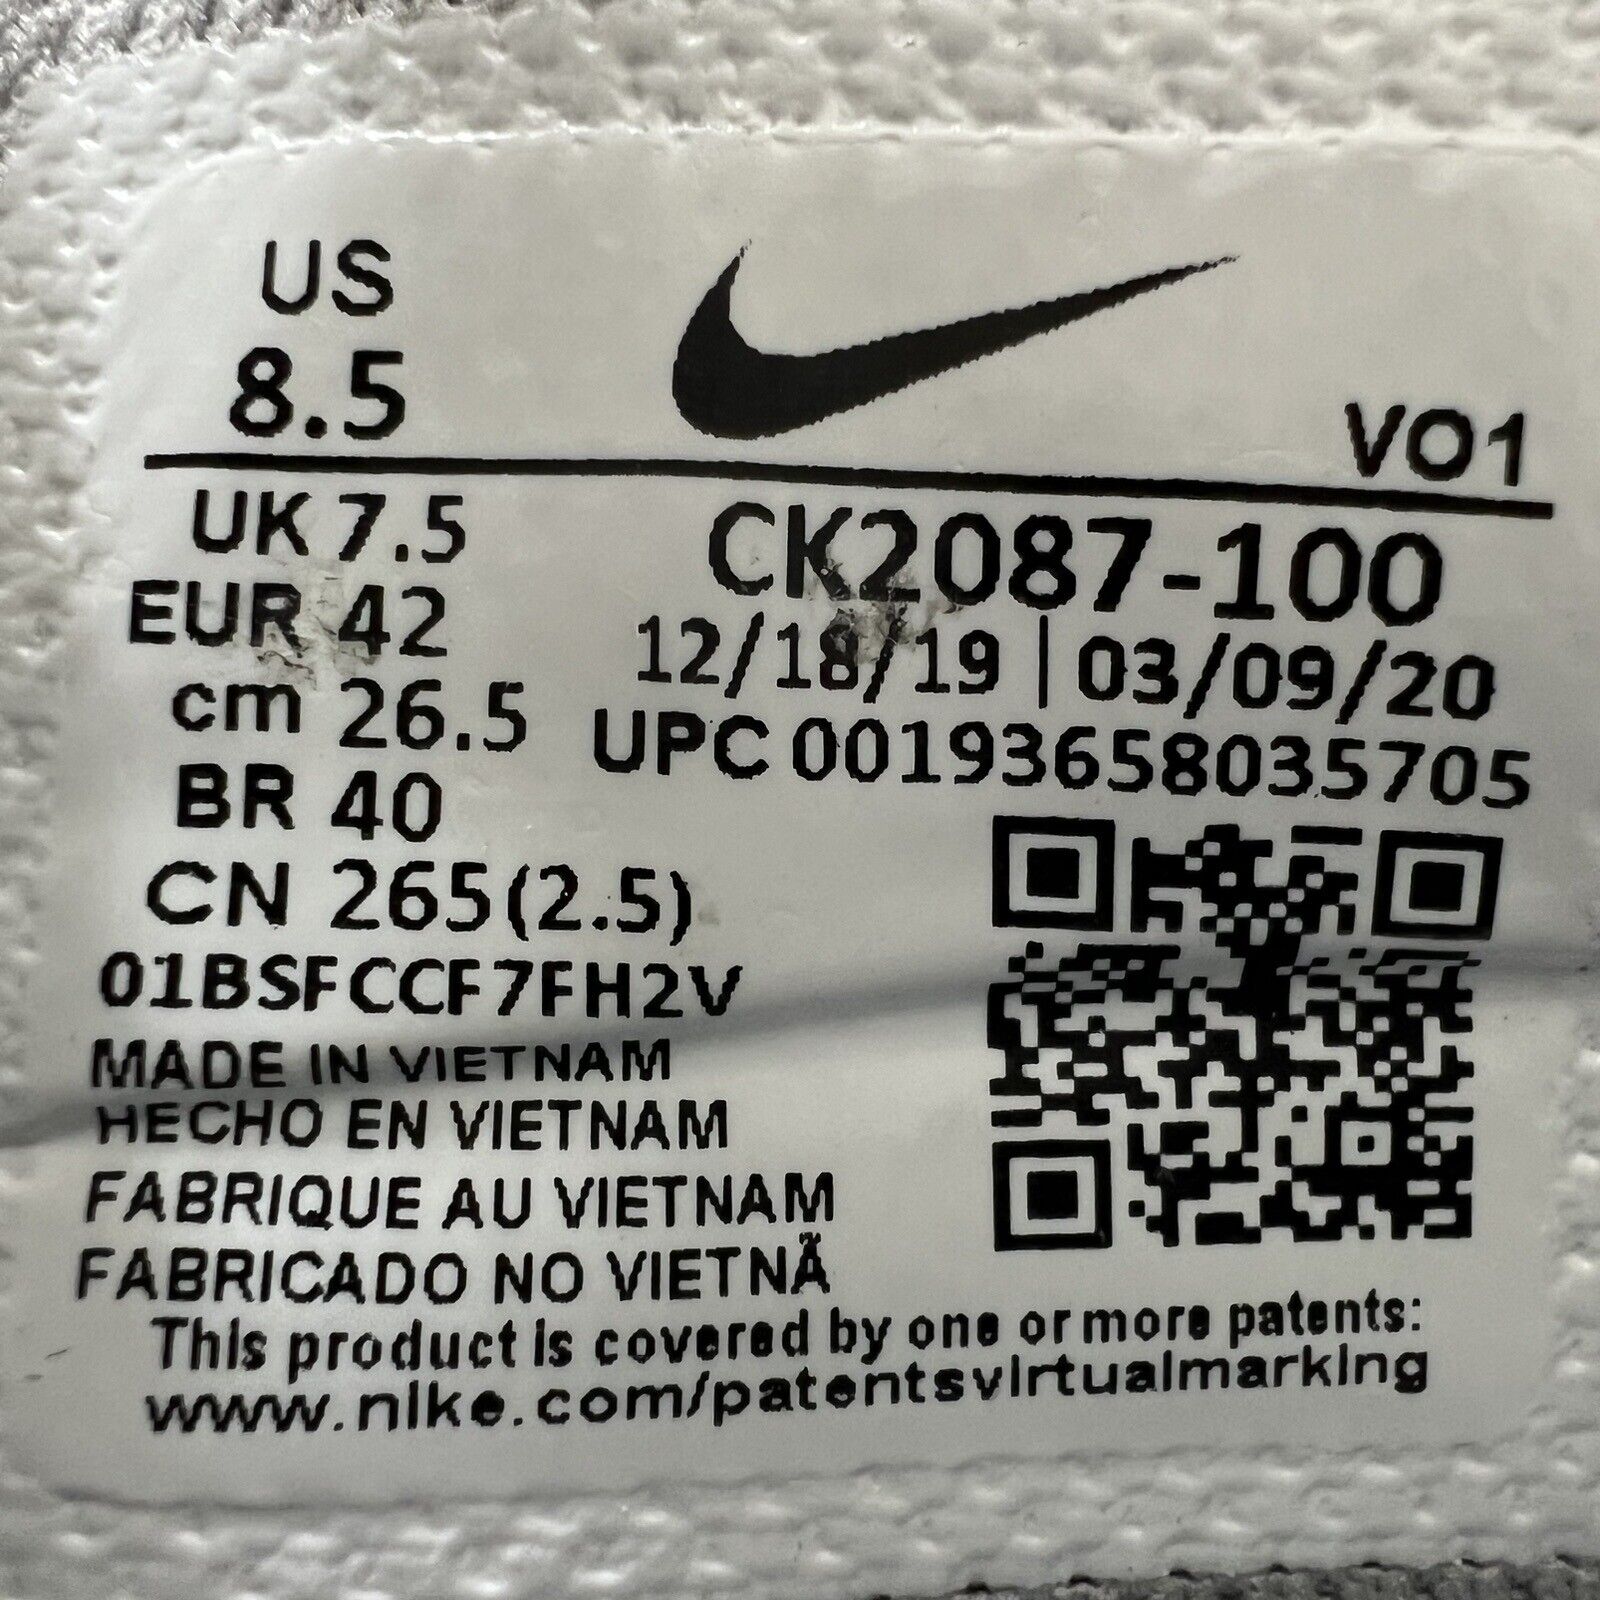 US
8.5
VO1
UK 7.5
CK2087-100
EUR 42
12/18/19 | 03/09/20
cm 26.5
UPC 00193658035705
BR 40
CN 265(2.5)
01BSFCCF7FH2V
MADE IN VIETNAM
HECHO EN VIETNAM
FABRIQUE AU VIETNAM
FABRICADO NO VIETNÃ
This product is covered by one or more patents:
www.nike.com/patentsvirtualmarking